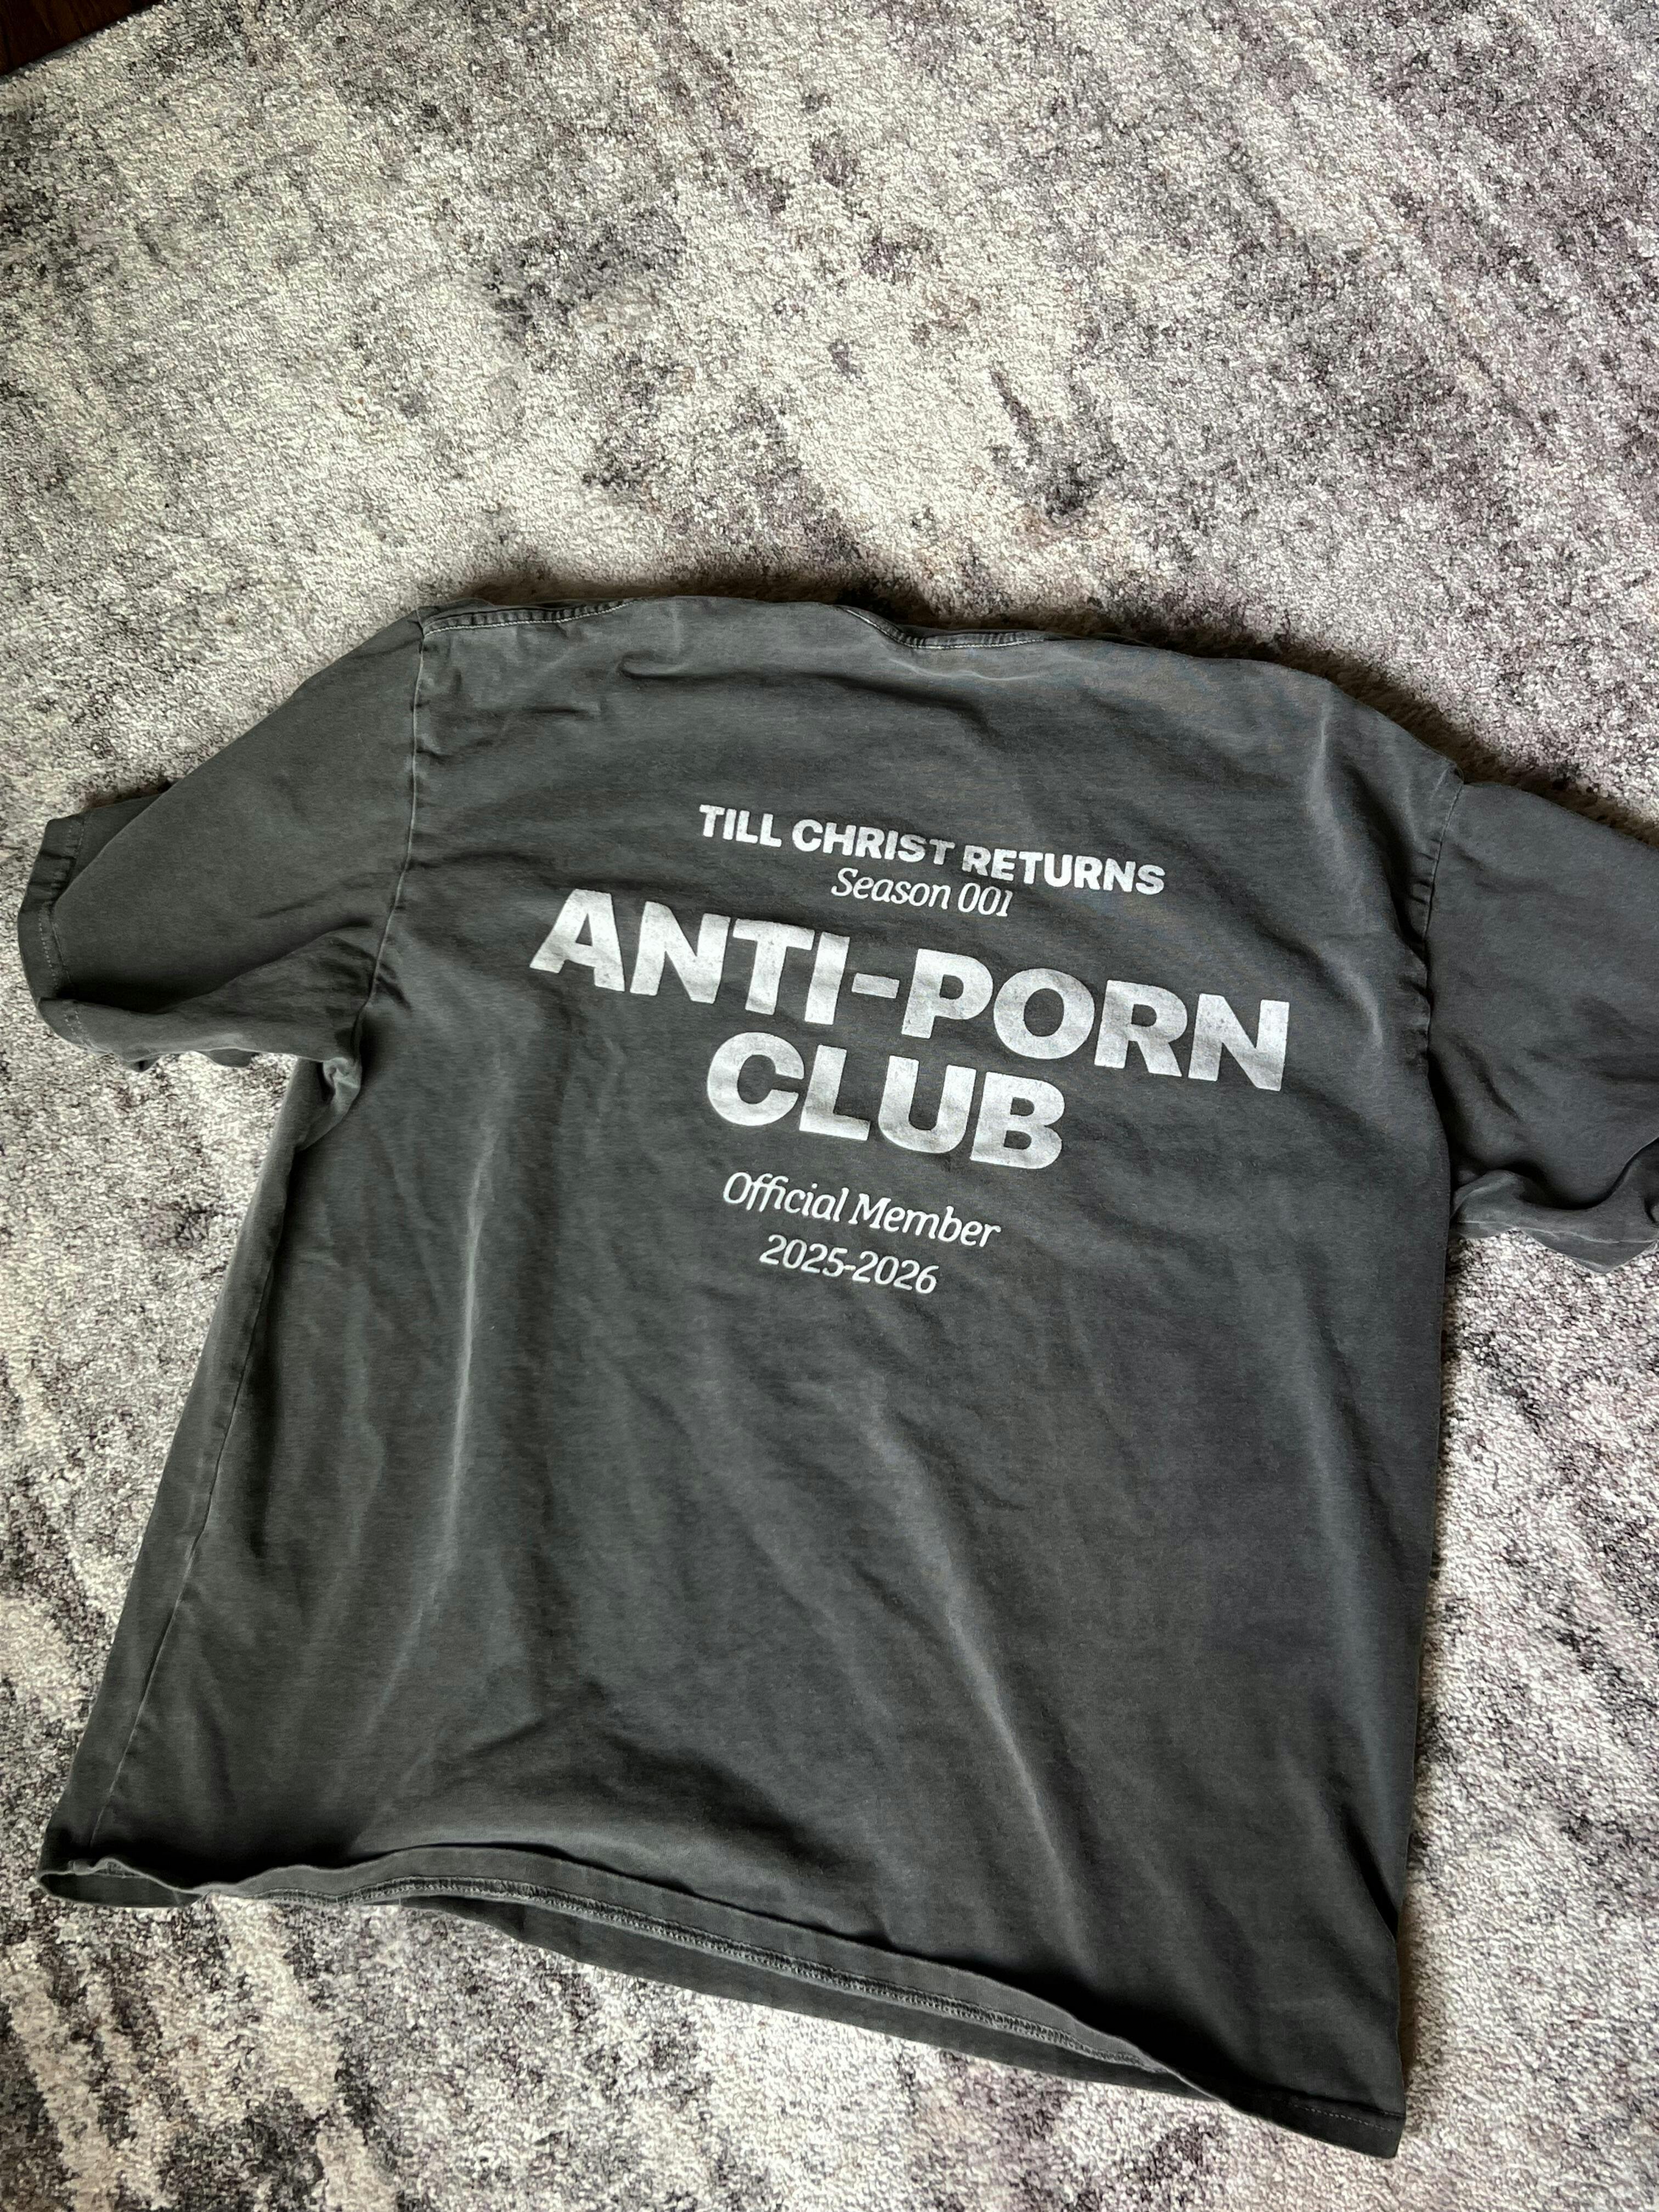 TILL CHRIST RETURNS
Season 001
ANTI-PORN
CLUB
Official Member
2025-2026